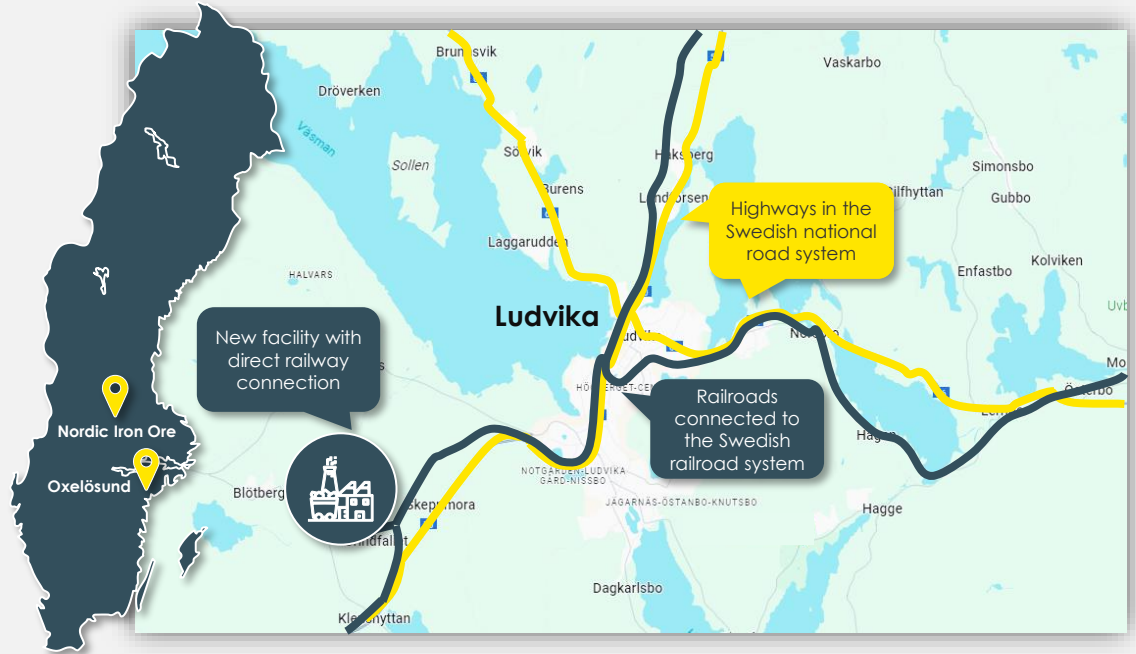 Brunnsvik
Vaskarbo
Dröverken
Väsman
Sollen
Sörvik
Haksberg
Simonsbo
Burens
Gubbo
Highways in the
Swedish national
road system
Laggarudden
Kolviken
Enfastbo
HALVARS
Ludvika
New facility with
direct railway
connection
Railroads
connected to
the Swedish
railroad system
Nordic Iron Ore
Oxelösund
Blötberg
Skeppmora
NOTGÅRDEN-LUDVIKA
GÅRD-NISSBO
JÄGARNÄS-ÖSTANBO-KNUTSBO
Hagge
Dagkarlsbo